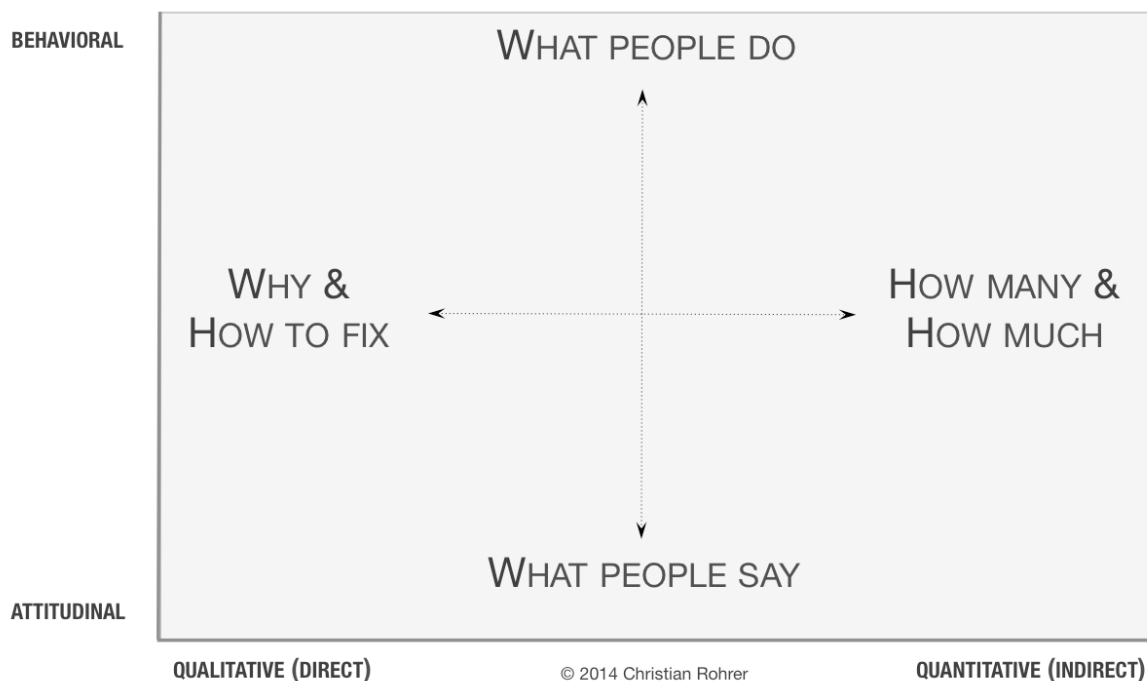 BEHAVIORAL
WHAT PEOPLE DO
WHY &
HOW TO FIX
HOW MANY &
HOW MUCH
WHAT PEOPLE SAY
ATTITUDINAL
QUALITATIVE (DIRECT)
© 2014 Christian Rohrer
QUANTITATIVE (INDIRECT)